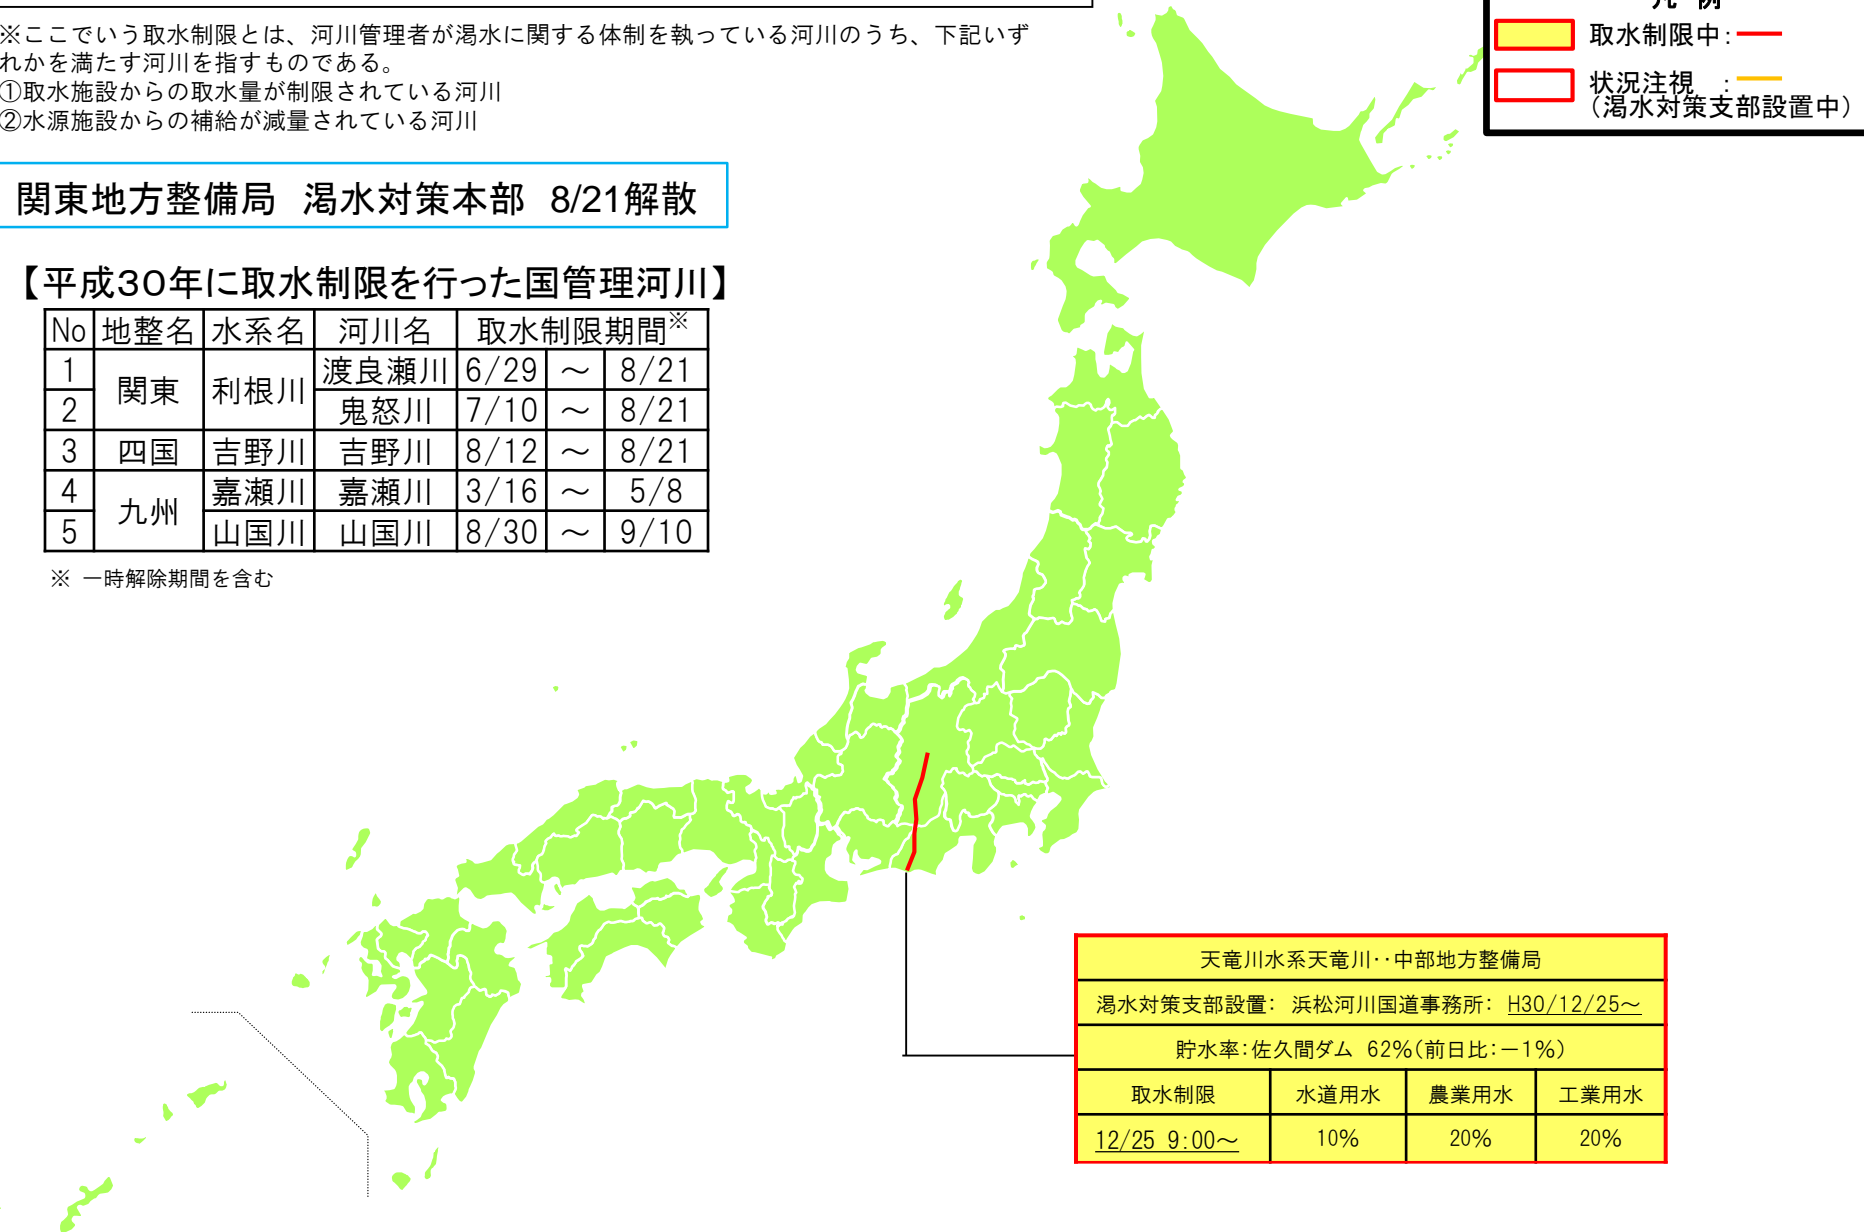 ※ここでいう取水制限とは、河川管理者が渇水に関する体制を執っている河川のうち、下記いず
れかを満たす河川を指すものである。
①取水施設からの取水量が制限されている河川
②水源施設からの補給が減量されている河川
凡 例
取水制限中：
状況注視 ：
（渇水対策支部設置中）
関東地方整備局 渇水対策本部 8/21解散
【平成30年に取水制限を行った国管理河川】
No 地整名 水系名 河川名 取水制限期間※
1 関東 利根川 渡良瀬川 6/29 ～ 8/21
2 鬼怒川 7/10 ～ 8/21
3 四国 吉野川 吉野川 8/12 ～ 8/21
4 九州 嘉瀬川 嘉瀬川 3/16 ～ 5/8
5 山国川 山国川 8/30 ～ 9/10
※ 一時解除期間を含む
天竜川水系天竜川‥中部地方整備局
渇水対策支部設置： 浜松河川国道事務所： H30/12/25～
貯水率：佐久間ダム 62%（前日比：－1%）
取水制限 水道用水 農業用水 工業用水
12/25 9:00～ 10% 20% 20%